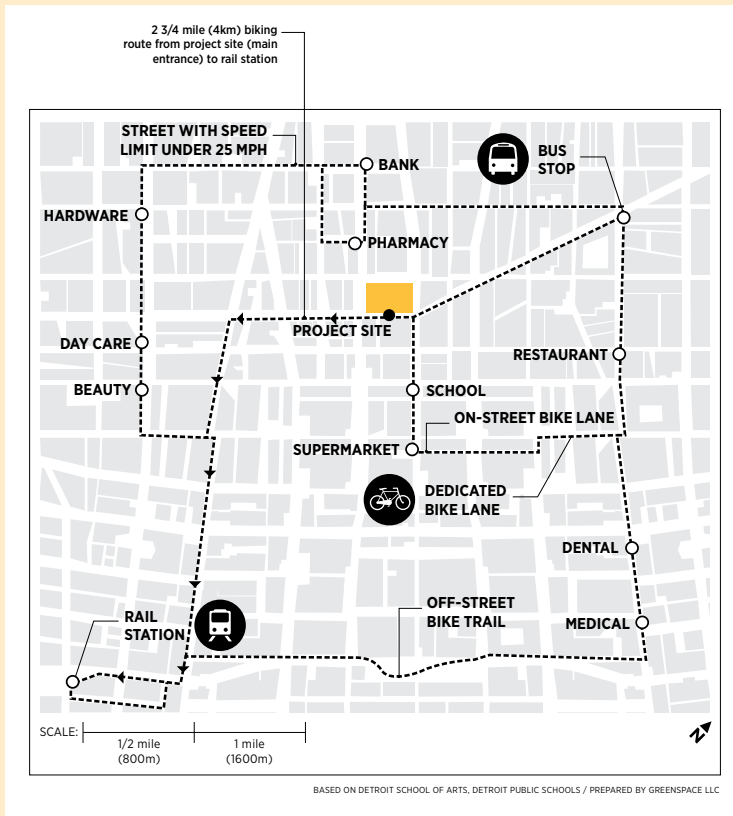 2 3/4 mile (4km) biking
route from project site (main
entrance) to rail station
STREET WITH SPEED
LIMIT UNDER 25 MPH
BANK
BUS
STOP
HARDWARE
PHARMACY
PROJECT SITE
DAY CARE
RESTAURANT
BEAUTY
SCHOOL
ON-STREET BIKE LANE
SUPERMARKET
DEDICATED
BIKE LANE
DENTAL
OFF-STREET
BIKE TRAIL
RAIL
STATION
MEDICAL
SCALE:
1/2 mile
(800m)
1 mile
(1600m)
N
BASED ON DETROIT SCHOOL OF ARTS, DETROIT PUBLIC SCHOOLS / PREPARED BY GREENSPACE LLC